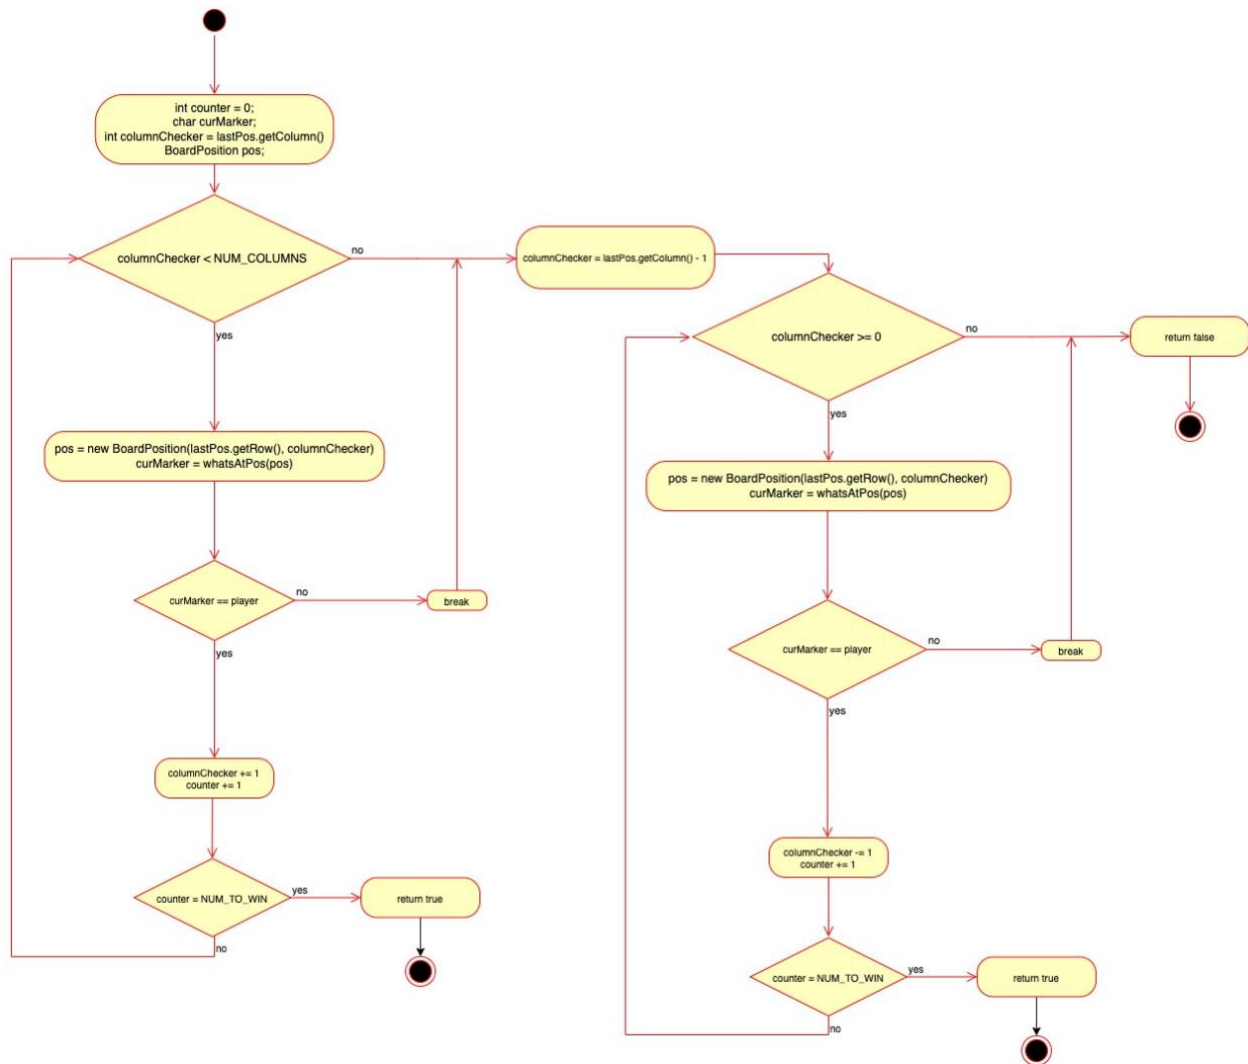 int counter = 0;
char curMarker;
int columnChecker = lastPos.getColumn()
BoardPosition pos;
columnChecker < NUM_COLUMNS
no
yes
pos = new BoardPosition(lastPos.getRow(), columnChecker)
curMarker = whatsAtPos(pos)
curMarker == player
no
break
yes
columnChecker += 1
counter += 1
counter = NUM_TO_WIN
yes
return true
no
columnChecker = lastPos.getColumn() - 1
columnChecker >= 0
no
return false
yes
pos = new BoardPosition(lastPos.getRow(), columnChecker)
curMarker = whatsAtPos(pos)
curMarker == player
no
break
yes
columnChecker -= 1
counter += 1
counter = NUM_TO_WIN
yes
return true
no